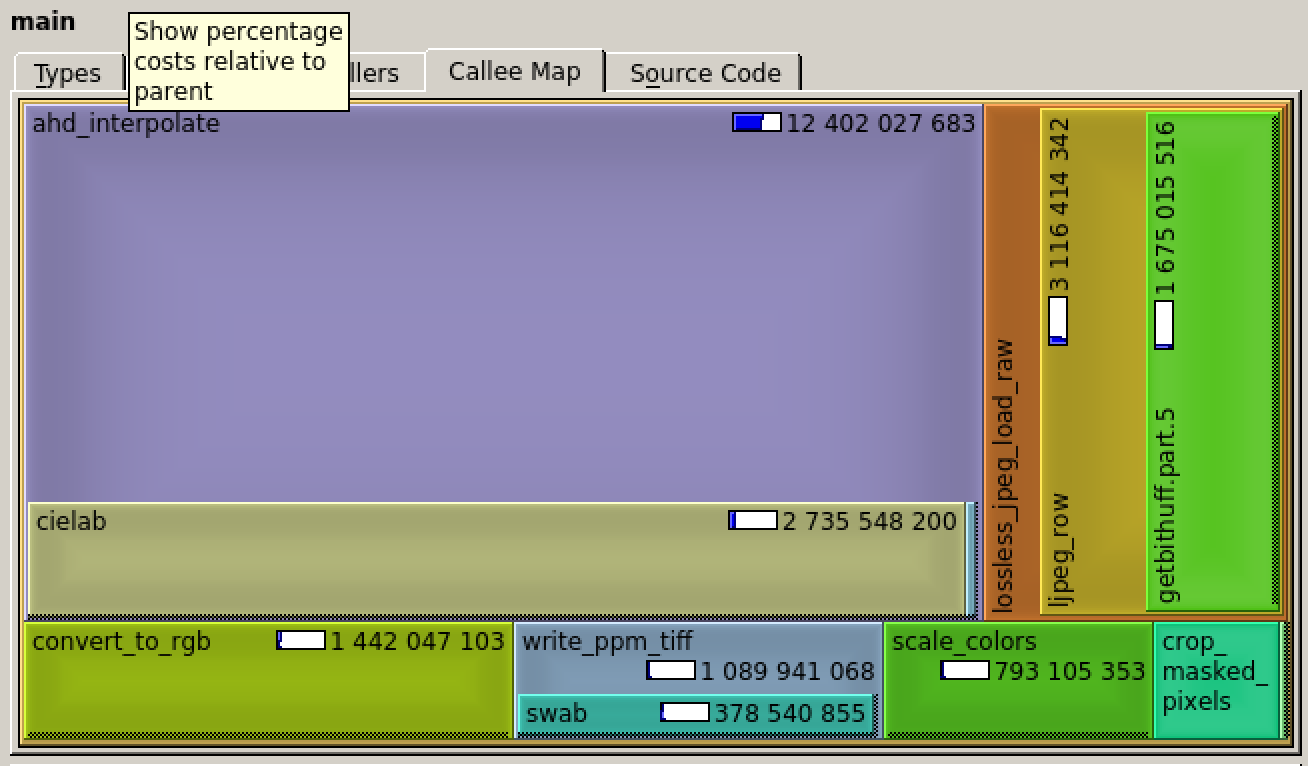 main
Show percentage
costs relative to
parent
Types
llers
Callee Map
Source Code
ahd_interpolate
12 402 027 683
cielab
2 735 548 200
lossless_jpeg_load_raw
ljpeg_row
3 116 414 342
getbithuff.part.5
1 675 015 516
convert_to_rgb
1 442 047 103
write_ppm_tiff
1 089 941 068
swab
378 540 855
scale_colors
793 105 353
crop_
masked_
pixels